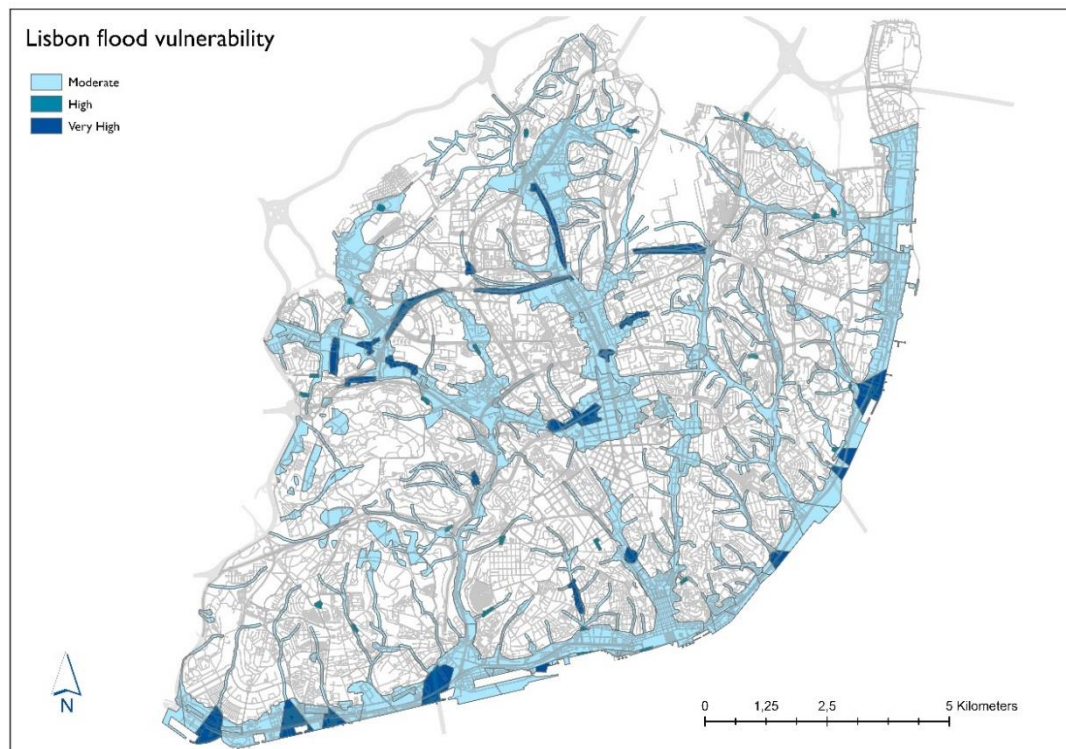 Lisbon flood vulnerability
Moderate
High
Very High
N
0 1,25 2,5 5 Kilometers